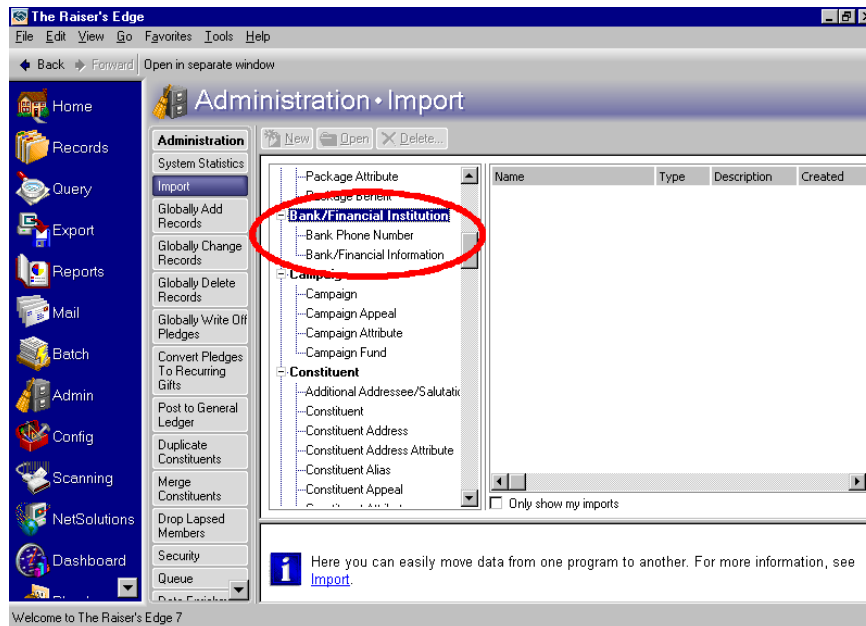 The Raiser's Edge
File Edit View Go Favorites Tools Help
Back Forward Open in separate window
Administration • Import
Home
Records
Query
Export
Reports
Mail
Batch
Admin
Config
Scanning
NetSolutions
Dashboard
Administration
System Statistics
Import
Globally Add
Records
Globally Change
Records
Globally Delete
Records
Globally Write Off
Pledges
Convert Pledges
To Recurring
Gifts
Post to General
Ledger
Duplicate
Constituents
Merge
Constituents
Drop Lapsed
Members
Security
Queue
New Open Delete...
Package Attribute
Package Benefit
Bank/Financial Institution
Bank Phone Number
Bank/Financial Information
Campaign
Campaign
Campaign Appeal
Campaign Attribute
Campaign Fund
Constituent
Additional Addressee/Salutatio
Constituent
Constituent Address
Constituent Address Attribute
Constituent Alias
Constituent Appeal
Name Type Description Created
Only show my imports
Here you can easily move data from one program to another. For more information, see
Import.
Welcome to The Raiser's Edge 7